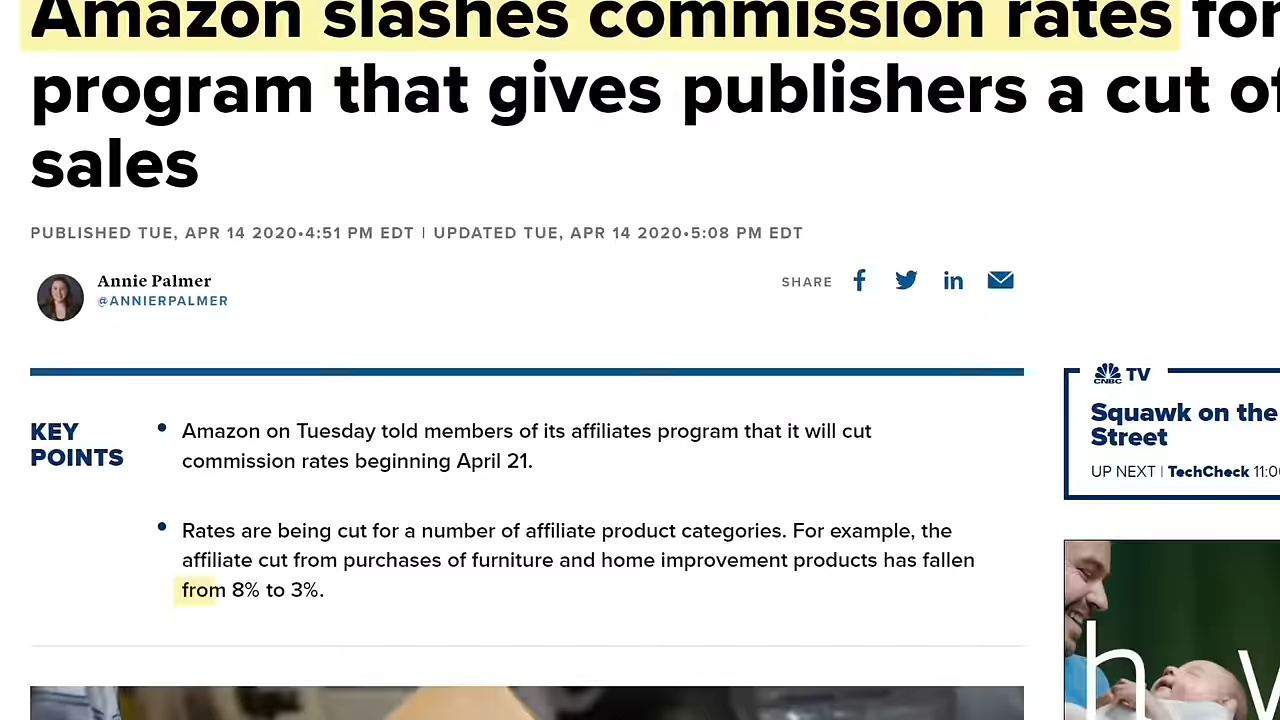 Amazon slashes commission rates for
program that gives publishers a cut of
sales
PUBLISHED TUE, APR 14 2020•4:51 PM EDT | UPDATED TUE, APR 14 2020•5:08 PM EDT
Annie Palmer
@ANNIERPALMER
SHARE
KEY
POINTS
• Amazon on Tuesday told members of its affiliates program that it will cut
commission rates beginning April 21.
• Rates are being cut for a number of affiliate product categories. For example, the
affiliate cut from purchases of furniture and home improvement products has fallen
from 8% to 3%.
CNBC TV
Squawk on the
Street
UP NEXT | TechCheck 11:0